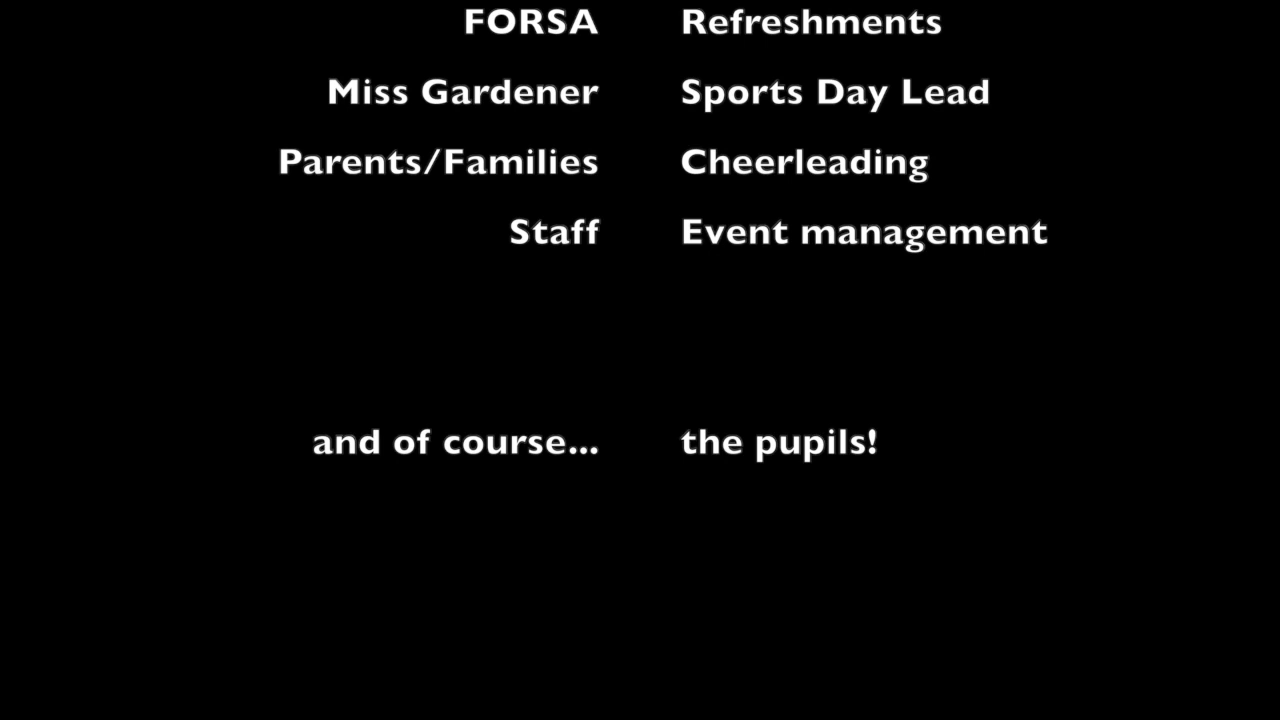 FORSA Refreshments
Miss Gardener Sports Day Lead
Parents/Families Cheerleading
Staff Event management
and of course... the pupils!